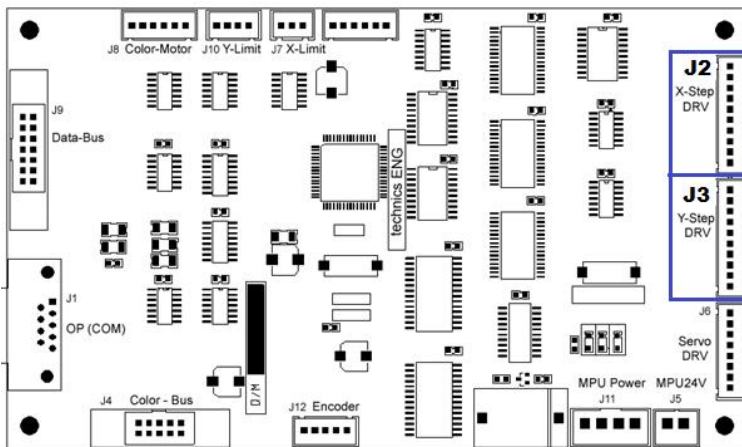 J8 Color-Motor
J10 Y-Limit
J7 X-Limit
J2
X-Step
DRV
J9
Data-Bus
technics ENG
J3
Y-Step
DRV
J1
OP (COM)
J6
Servo
DRV
D/M
J4 Color - Bus
J12 Encoder
MPU Power
J11
MPU24V
J5